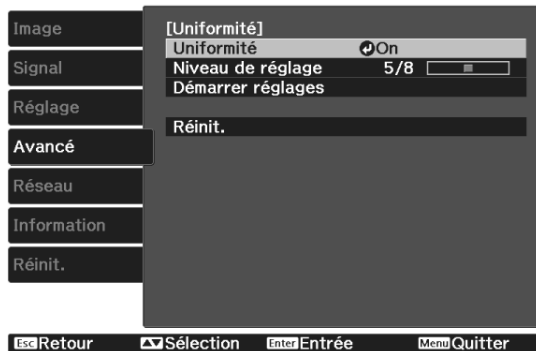 Image
Signal
Réglage
Avancé
Réseau
Information
Réinit.
[Uniformité]
Uniformité On
Niveau de réglage 5/8
Démarrer réglages
Réinit.
Esc Retour Sélection Enter Entrée Menu Quitter